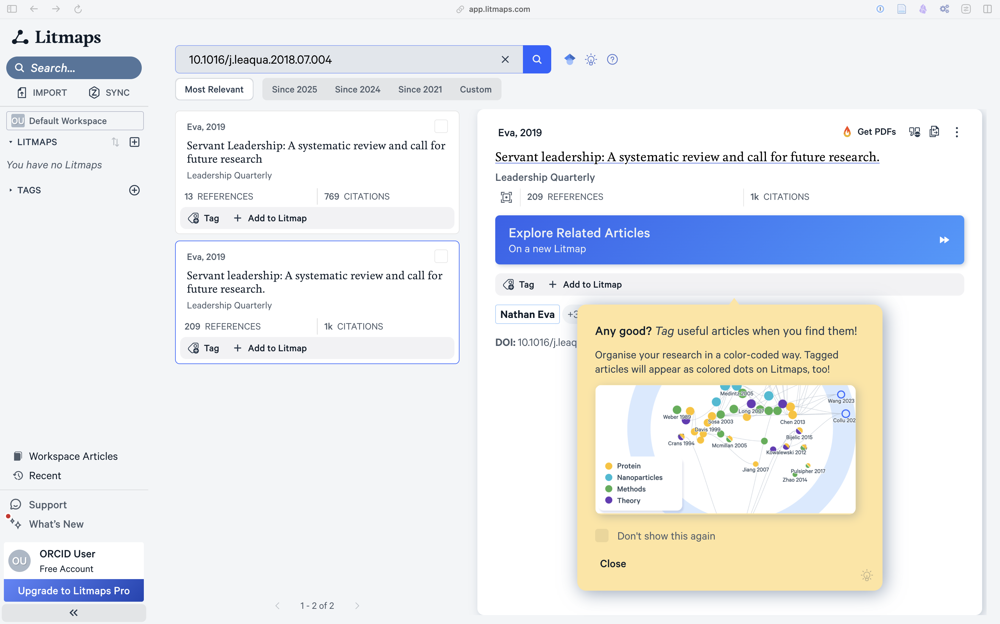 app.litmaps.com
Litmaps
Search...
IMPORT
SYNC
OU Default Workspace
LITMAPS
You have no Litmaps
TAGS
Workspace Articles
Recent
Support
What's New
OU
ORCID User
Free Account
Upgrade to Litmaps Pro
10.1016/j.leaqua.2018.07.004
Most Relevant
Since 2025
Since 2024
Since 2021
Custom
Eva, 2019
Servant Leadership: A systematic review and call for
future research
Leadership Quarterly
13 REFERENCES
769 CITATIONS
Tag
+ Add to Litmap
Eva, 2019
Servant leadership: A systematic review and call for
future research.
Leadership Quarterly
209 REFERENCES
1k CITATIONS
Tag
+ Add to Litmap
1 - 2 of 2
Eva, 2019
Get PDFs
Servant leadership: A systematic review and call for future research.
Leadership Quarterly
209 REFERENCES
1k CITATIONS
Explore Related Articles
On a new Litmap
Tag
+ Add to Litmap
Nathan Eva
+3
DOI: 10.1016/j.leaq
Any good? Tag useful articles when you find them!
Organise your research in a color-coded way. Tagged
articles will appear as colored dots on Litmaps, too!
Medintz 2005
Wang 2023
Weber 1989
Long 2007
Sosa 2003
Chen 2013
Collu 202
Davis 1999
Bijelic 2015
Crans 1994
Mcmillan 2005
Kowalewski 2012
Jiang 2007
Pulsipher 2017
Zhao 2014
Protein
Nanoparticles
Methods
Theory
Don't show this again
Close